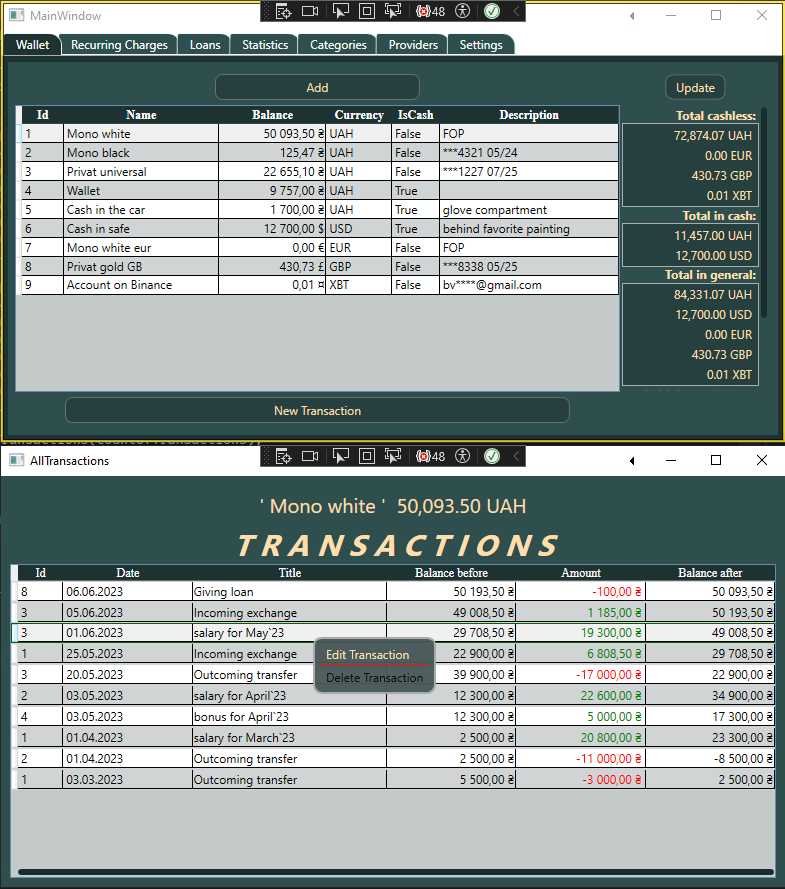 MainWindow
48
Wallet Recurring Charges Loans Statistics Categories Providers Settings
Add Update
Id Name Balance Currency IsCash Description
1 Mono white 50 093,50 ₴ UAH False FOP
2 Mono black 125,47 ₴ UAH False ***4321 05/24
3 Privat universal 22 655,10 ₴ UAH False ***1227 07/25
4 Wallet 9 757,00 ₴ UAH True
5 Cash in the car 1 700,00 ₴ UAH True glove compartment
6 Cash in safe 12 700,00 $ USD True behind favorite painting
7 Mono white eur 0,00 € EUR False FOP
8 Privat gold GB 430,73 £ GBP False ***8338 05/25
9 Account on Binance 0,01 ¤ XBT False bv****@gmail.com
Total cashless:
72,874.07 UAH
0.00 EUR
430.73 GBP
0.01 XBT
Total in cash:
11,457.00 UAH
12,700.00 USD
Total in general:
84,331.07 UAH
12,700.00 USD
0.00 EUR
430.73 GBP
0.01 XBT
New Transaction
AllTransactions
48
' Mono white ' 50,093.50 UAH
TRANSACTIONS
Id Date Title Balance before Amount Balance after
8 06.06.2023 Giving loan 50 193,50 ₴ -100,00 ₴ 50 093,50 ₴
3 05.06.2023 Incoming exchange 49 008,50 ₴ 1 185,00 ₴ 50 193,50 ₴
3 01.06.2023 salary for May`23 29 708,50 ₴ 19 300,00 ₴ 49 008,50 ₴
1 25.05.2023 Incoming exchange 22 900,00 ₴ 6 808,50 ₴ 29 708,50 ₴
3 20.05.2023 Outcoming transfer 39 900,00 ₴ -17 000,00 ₴ 22 900,00 ₴
2 03.05.2023 salary for April`23 12 300,00 ₴ 22 600,00 ₴ 34 900,00 ₴
4 03.05.2023 bonus for April`23 12 300,00 ₴ 5 000,00 ₴ 17 300,00 ₴
1 01.04.2023 salary for March`23 2 500,00 ₴ 20 800,00 ₴ 23 300,00 ₴
2 01.04.2023 Outcoming transfer 2 500,00 ₴ -11 000,00 ₴ -8 500,00 ₴
1 03.03.2023 Outcoming transfer 5 500,00 ₴ -3 000,00 ₴ 2 500,00 ₴
Edit Transaction
Delete Transaction